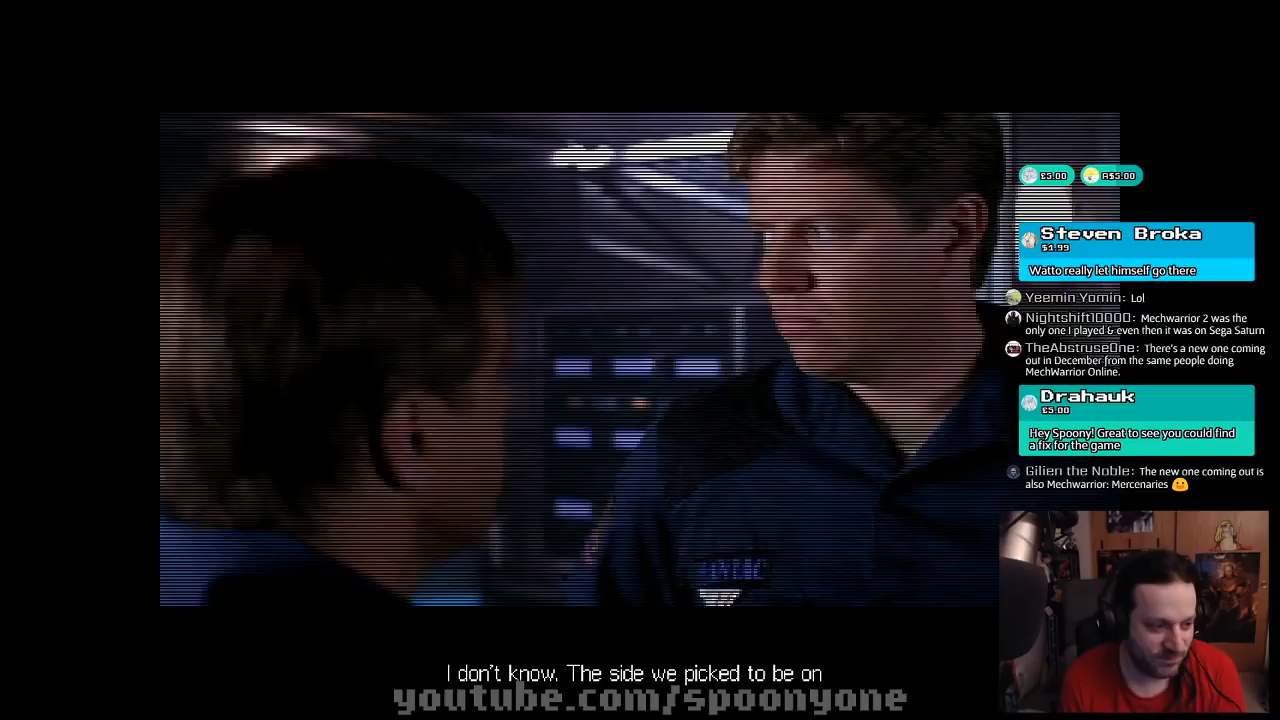 £5.00 A$5.00
Steven Broka
$1.99
Watto really let himself go there
Yeemin Yomin: Lol
Nightshift10000: Mechwarrior 2 was the
only one I played & even then it was on Sega Saturn
TheAbstruseOne: There's a new one coming
out in December from the same people doing
MechWarrior Online.
Drahauk
£5.00
Hey Spoony! Great to see you could find
a fix for the game
Gilien the Noble: The new one coming out is
also Mechwarrior: Mercenaries
I don't know. The side we picked to be on
youtube.com/spoonyone